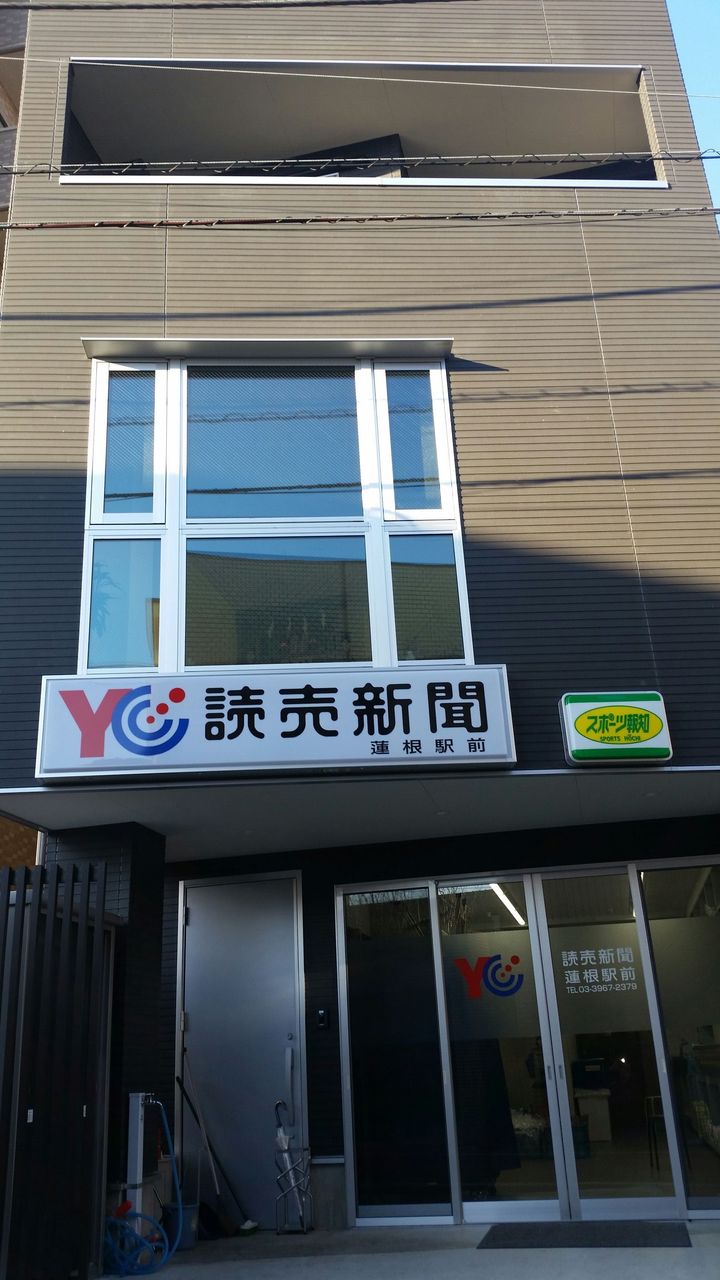 YC 読売新聞
蓮根駅前
スポーツ報知
SPORTS HOCHI
YC
読売新聞
蓮根駅前
TEL 03-3967-2379